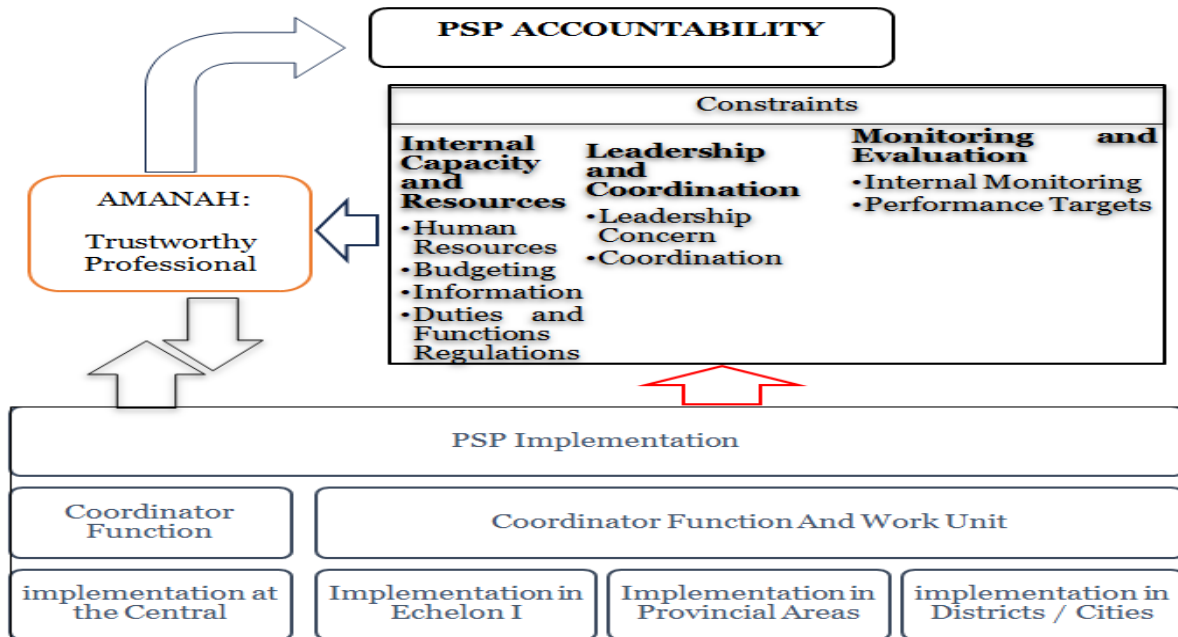 PSP ACCOUNTABILITY
Constraints
Internal
Capacity
and
Resources
•Human
Resources
•Budgeting
•Information
•Duties and
Functions
Regulations
Leadership
and
Coordination
•Leadership
Concern
•Coordination
Monitoring and
Evaluation
•Internal Monitoring
•Performance Targets
AMANAH:
Trustworthy
Professional
PSP Implementation
Coordinator
Function
Coordinator Function And Work Unit
implementation at
the Central
Implementation in
Echelon I
Implementation in
Provincial Areas
implementation in
Districts / Cities